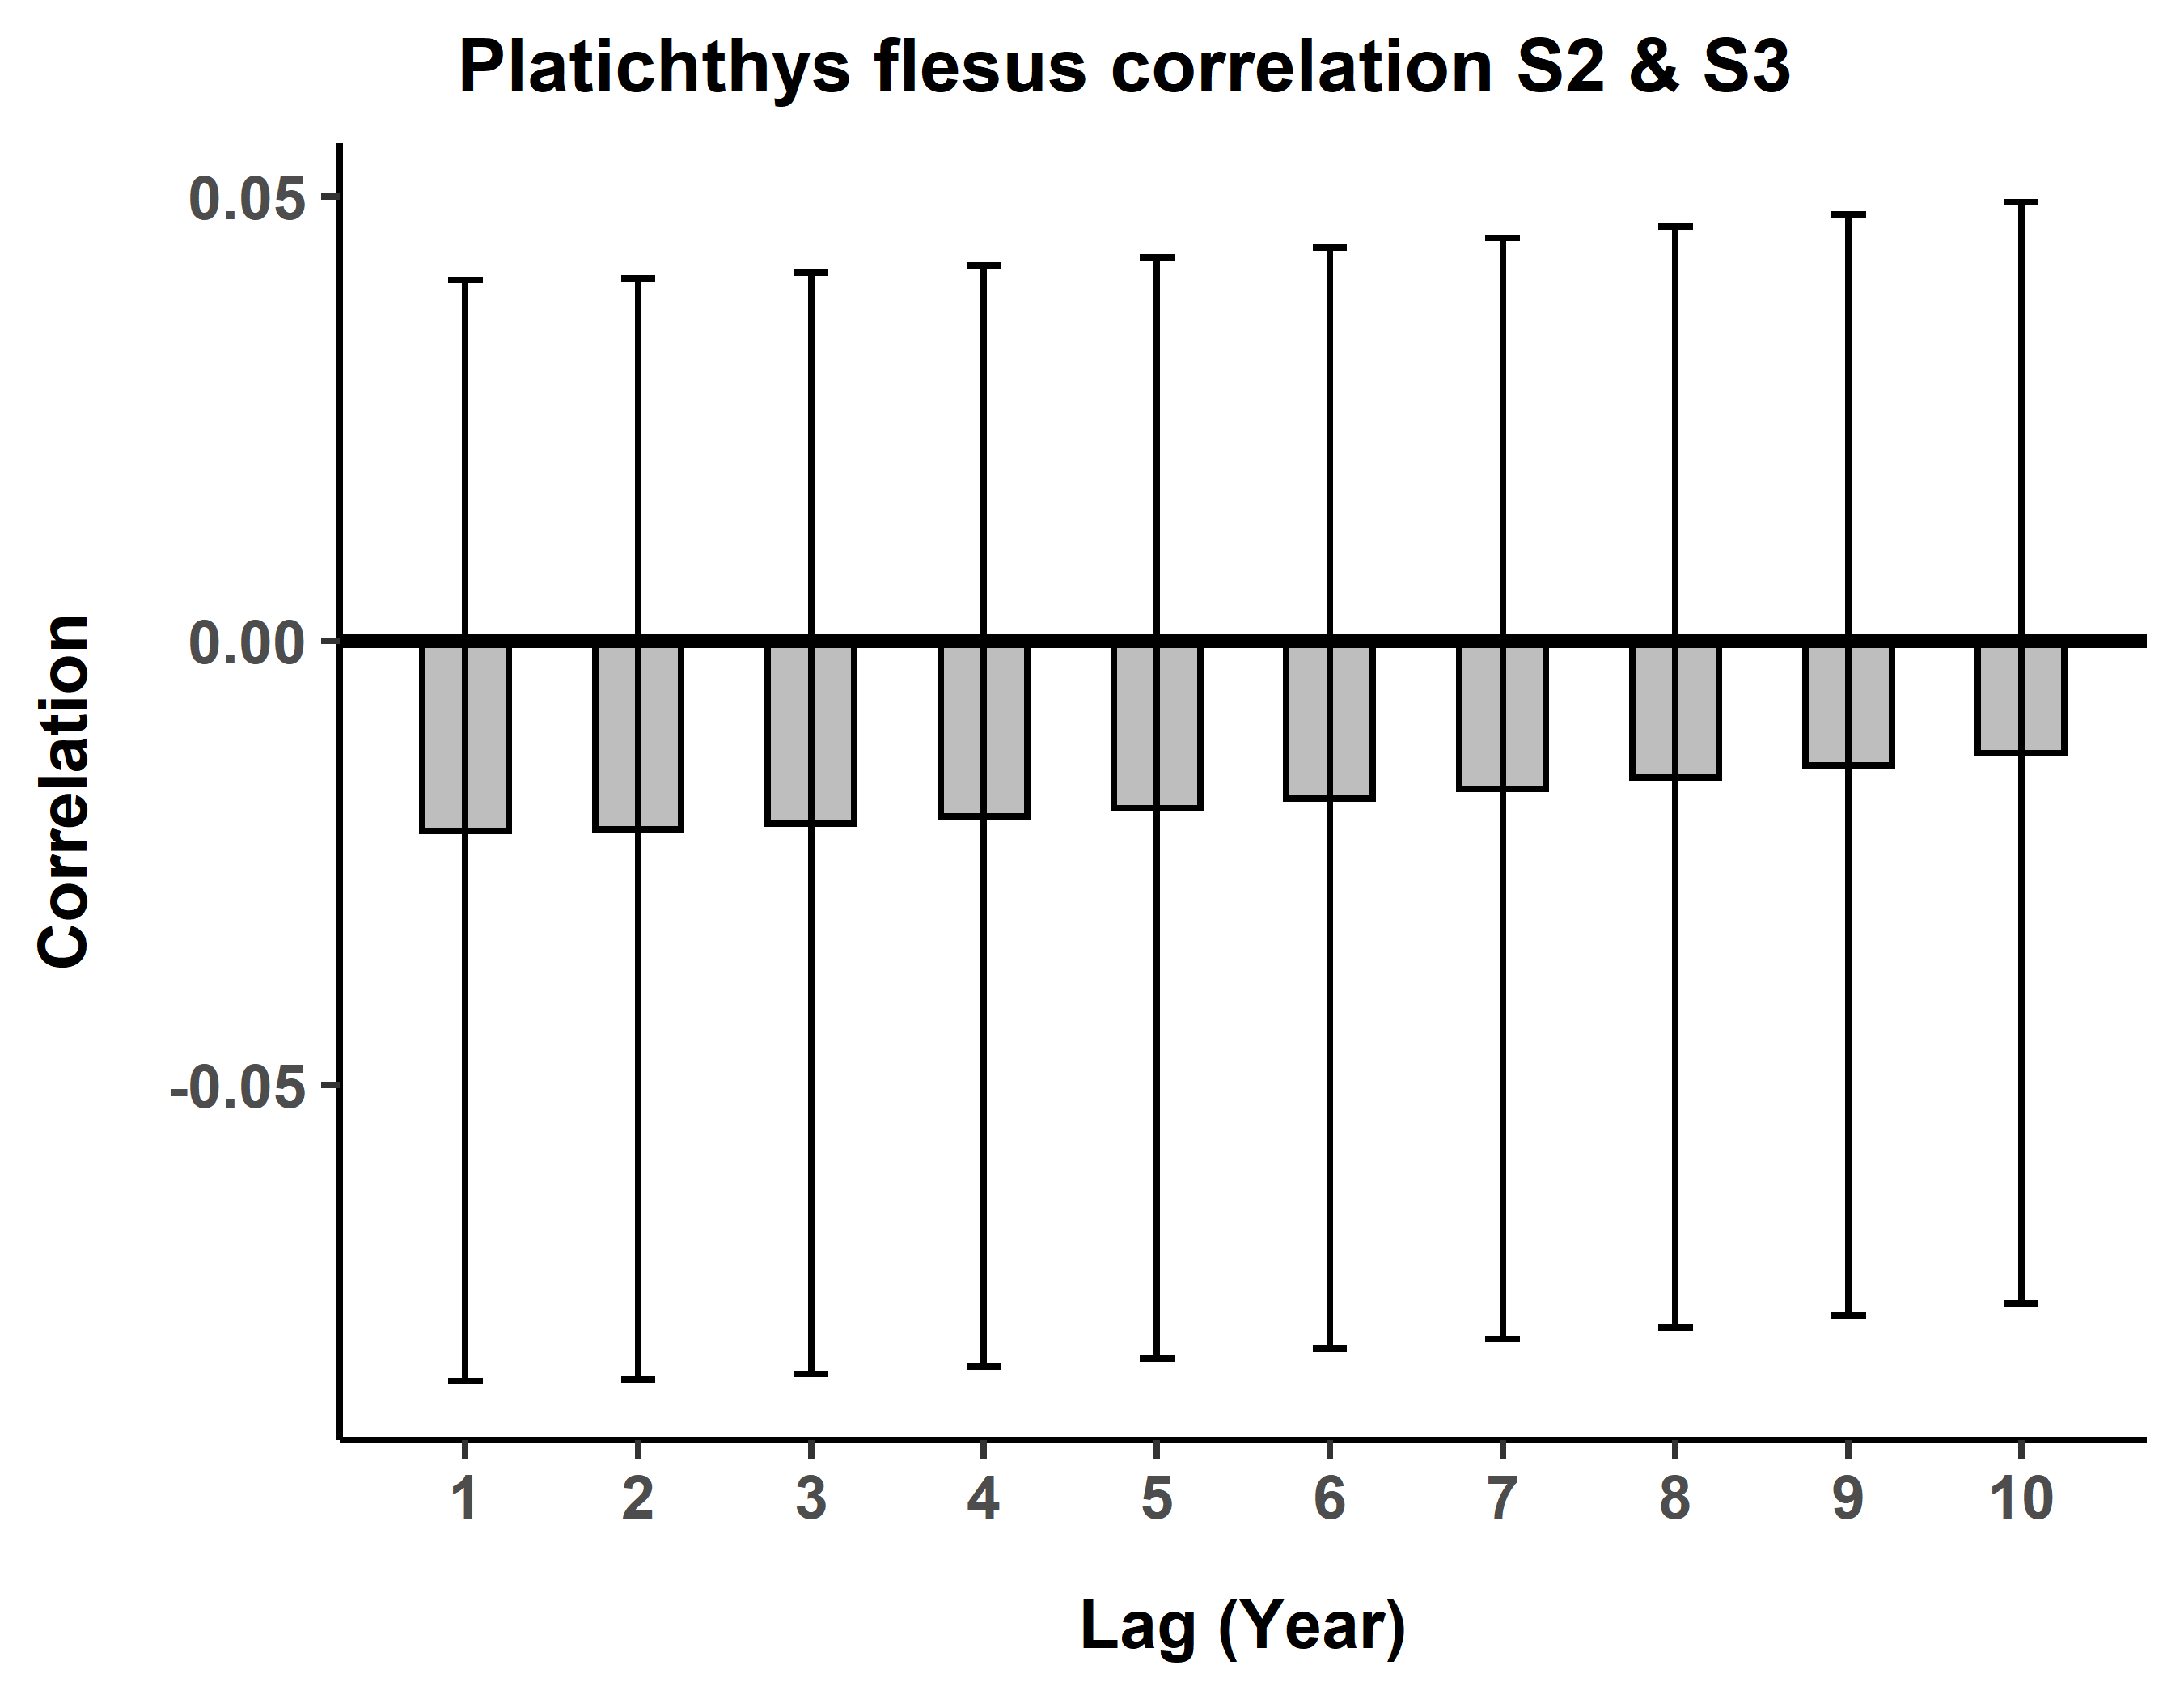 Platichthys flesus correlation S2 & S3
0.05
0.00
-0.05
Correlation
1 2 3 4 5 6 7 8 9 10
Lag (Year)